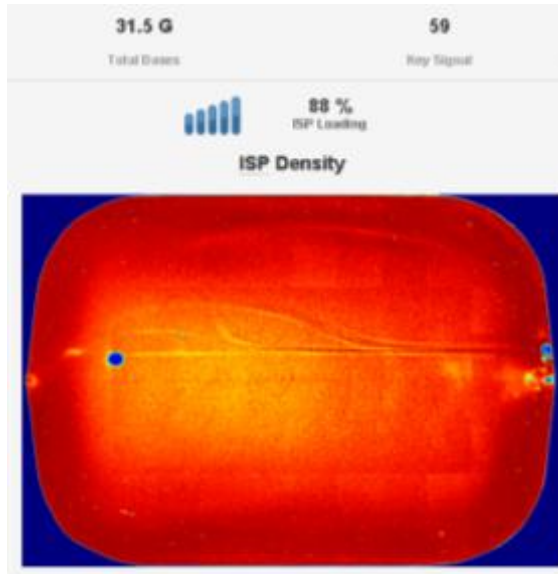 31.5 G 59
Total Bases Key Signal
88 %
ISP Loading
ISP Density